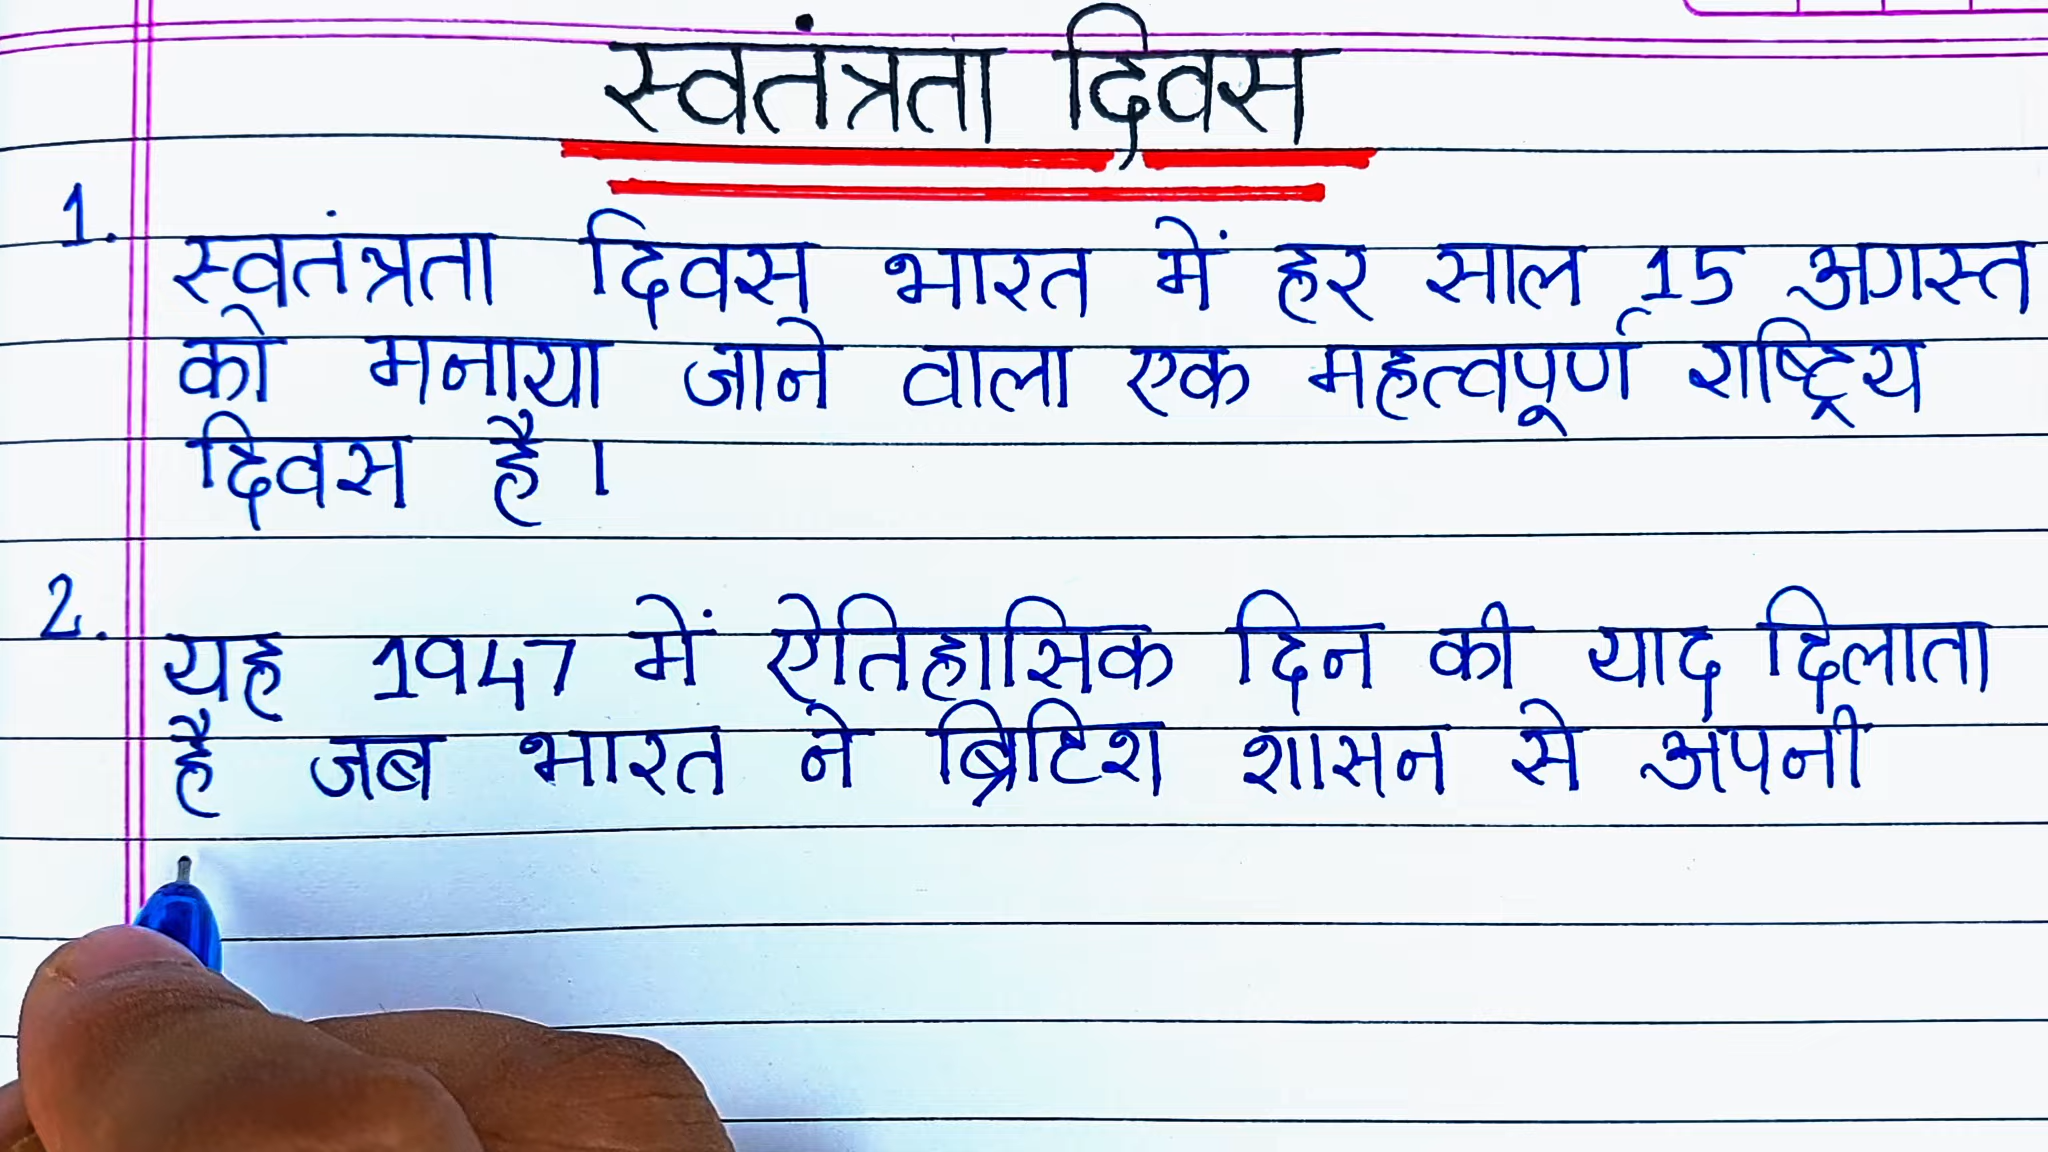 स्वतंत्रता दिवस
1. स्वतंत्रता दिवस भारत में हर साल 15 अगस्त
को मनाया जाने वाला एक महत्वपूर्ण राष्ट्रिय
दिवस है।
2. यह 1947 में ऐतिहासिक दिन की याद दिलाता
है जब भारत ने ब्रिटिश शासन से अपनी